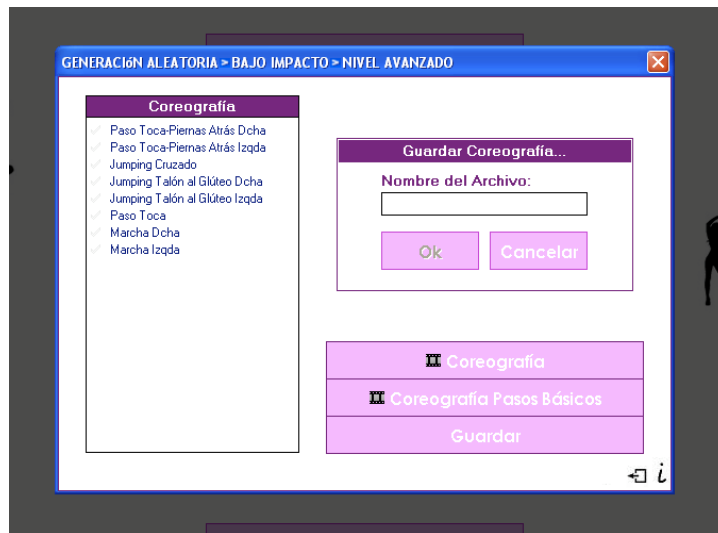 GENERACIóN ALEATORIA > BAJO IMPACTO > NIVEL AVANZADO
Coreografía
Paso Toca-Piernas Atrás Dcha
Paso Toca-Piernas Atrás Izqda
Jumping Cruzado
Jumping Talón al Glúteo Dcha
Jumping Talón al Glúteo Izqda
Paso Toca
Marcha Dcha
Marcha Izqda
Guardar Coreografía...
Nombre del Archivo:
Ok Cancelar
Coreografía
Coreografía Pasos Básicos
Guardar
i